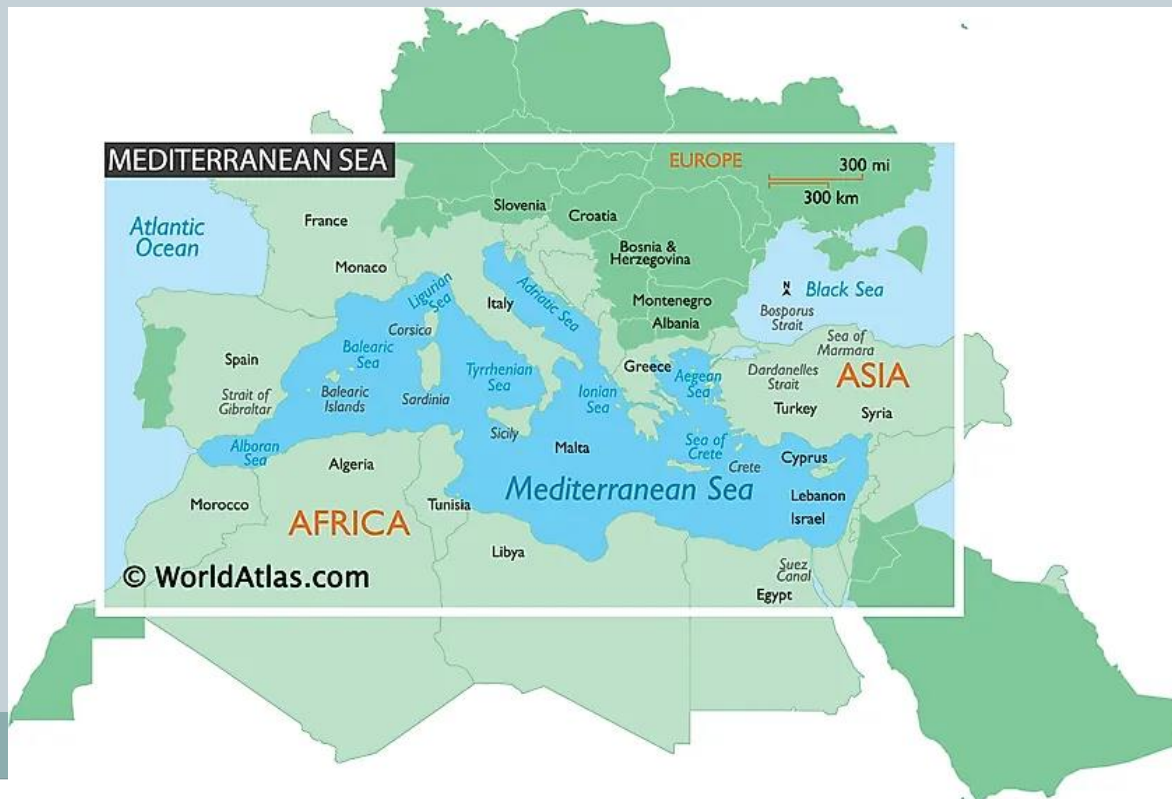 MEDITERRANEAN SEA
EUROPE
300 mi
300 km
Atlantic
Ocean
France
Slovenia
Croatia
Bosnia &
Herzegovina
Monaco
Ligurian
Sea
Italy
Adriatic Sea
Montenegro
Albania
N
Black Sea
Bosporus
Strait
Sea of
Marmara
Corsica
Balearic
Sea
Spain
Tyrrhenian
Sea
Greece
Aegean
Sea
Dardanelles
Strait
ASIA
Strait of
Gibraltar
Balearic
Islands
Sardinia
Ionian
Sea
Turkey
Syria
Sicily
Malta
Sea of
Crete
Crete
Cyprus
Alboran
Sea
Algeria
Morocco
Tunisia
Mediterranean Sea
Lebanon
Israel
AFRICA
Libya
Suez
Canal
Egypt
© WorldAtlas.com